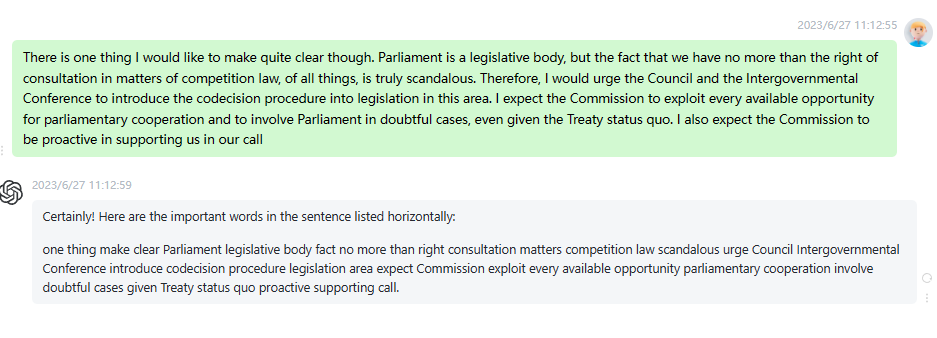 2023/6/27 11:12:55
There is one thing I would like to make quite clear though. Parliament is a legislative body, but the fact that we have no more than the right of
consultation in matters of competition law, of all things, is truly scandalous. Therefore, I would urge the Council and the Intergovernmental
Conference to introduce the codecision procedure into legislation in this area. I expect the Commission to exploit every available opportunity
for parliamentary cooperation and to involve Parliament in doubtful cases, even given the Treaty status quo. I also expect the Commission to
be proactive in supporting us in our call
2023/6/27 11:12:59
Certainly! Here are the important words in the sentence listed horizontally:
one thing make clear Parliament legislative body fact no more than right consultation matters competition law scandalous urge Council Intergovernmental
Conference introduce codecision procedure legislation area expect Commission exploit every available opportunity parliamentary cooperation involve
doubtful cases given Treaty status quo proactive supporting call.